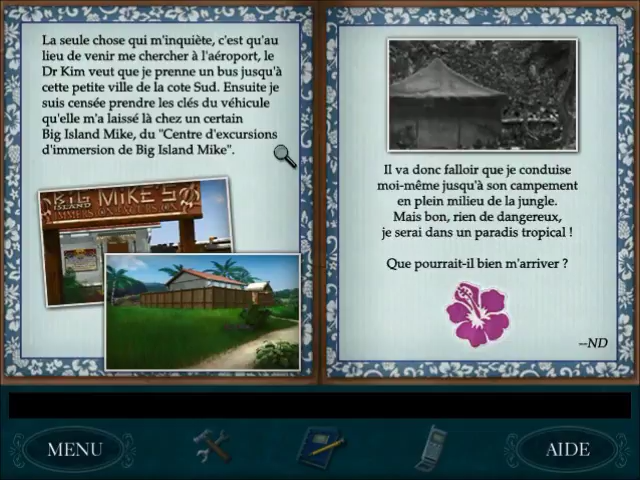 La seule chose qui m'inquiète, c'est qu'au
lieu de venir me chercher à l'aéroport, le
Dr Kim veut que je prenne un bus jusqu'à
cette petite ville de la cote Sud. Ensuite je
suis censée prendre les clés du véhicule
qu'elle m'a laissé là chez un certain
Big Island Mike, du "Centre d'excursions
d'immersion de Big Island Mike".
BIG MIKE'S
ISLAND
IMMERSION EXCURSION
Il va donc falloir que je conduise
moi-même jusqu'à son campement
en plein milieu de la jungle.
Mais bon, rien de dangereux,
je serai dans un paradis tropical !
Que pourrait-il bien m'arriver ?
--ND
MENU
AIDE